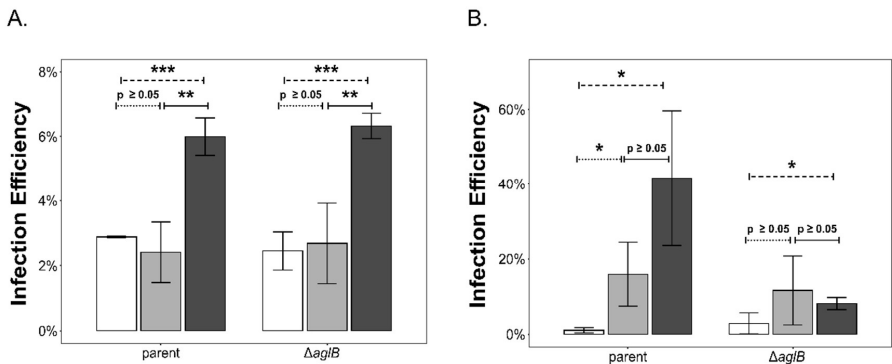 A.
Infection Efficiency
8%
6%
4%
2%
0%
***
p ≥ 0.05
**
***
p ≥ 0.05
**
parent
ΔaglB
B.
Infection Efficiency
60%
40%
20%
0%
*
*
p ≥ 0.05
*
p ≥ 0.05
p ≥ 0.05
parent
ΔaglB